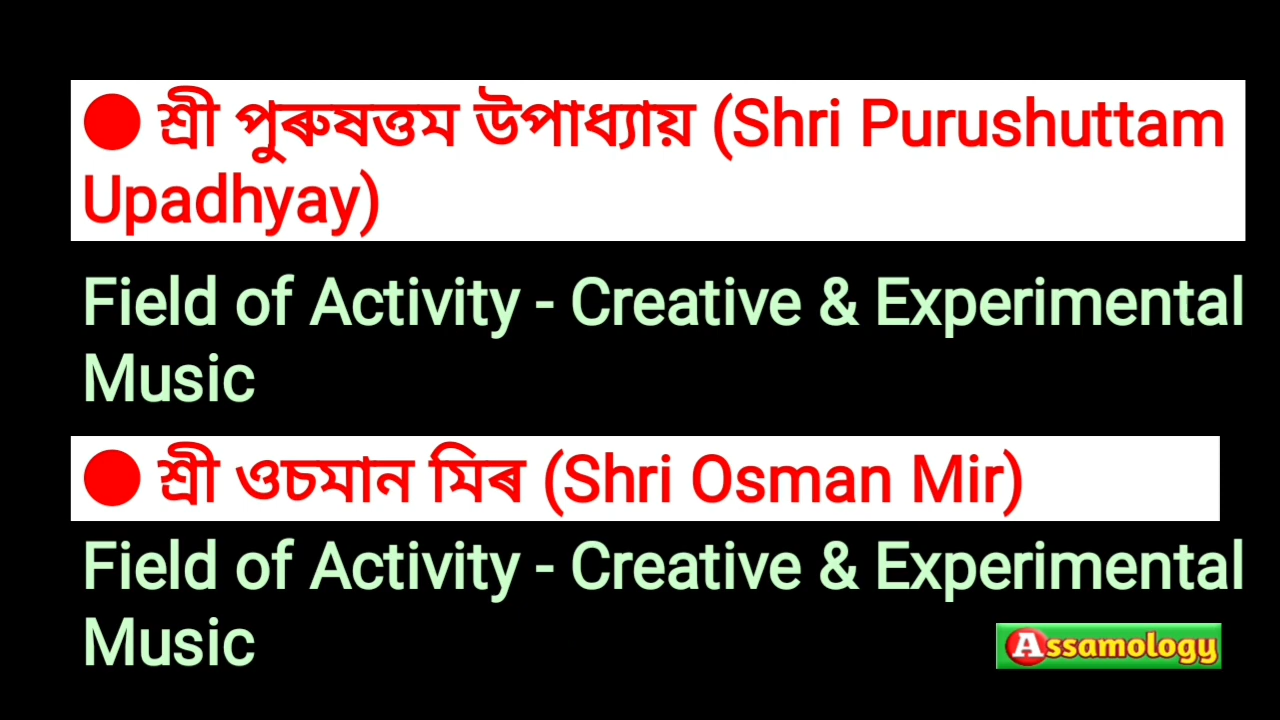 ● শ্ৰী পুৰুষত্তম উপাধ্যায় (Shri Purushuttam
Upadhyay)
Field of Activity - Creative & Experimental
Music
● শ্ৰী ওচমান মিৰ (Shri Osman Mir)
Field of Activity - Creative & Experimental
Music
Assamology